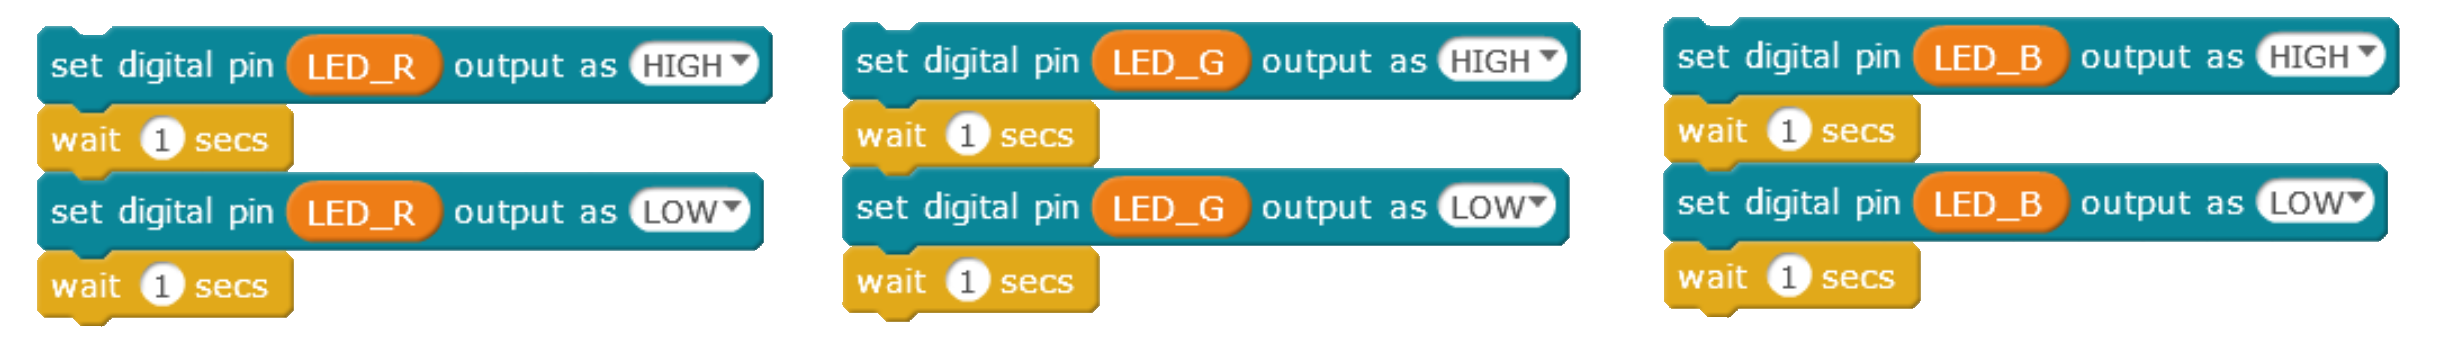 set digital pin LED_R output as HIGH
wait 1 secs
set digital pin LED_R output as LOW
wait 1 secs
set digital pin LED_G output as HIGH
wait 1 secs
set digital pin LED_G output as LOW
wait 1 secs
set digital pin LED_B output as HIGH
wait 1 secs
set digital pin LED_B output as LOW
wait 1 secs